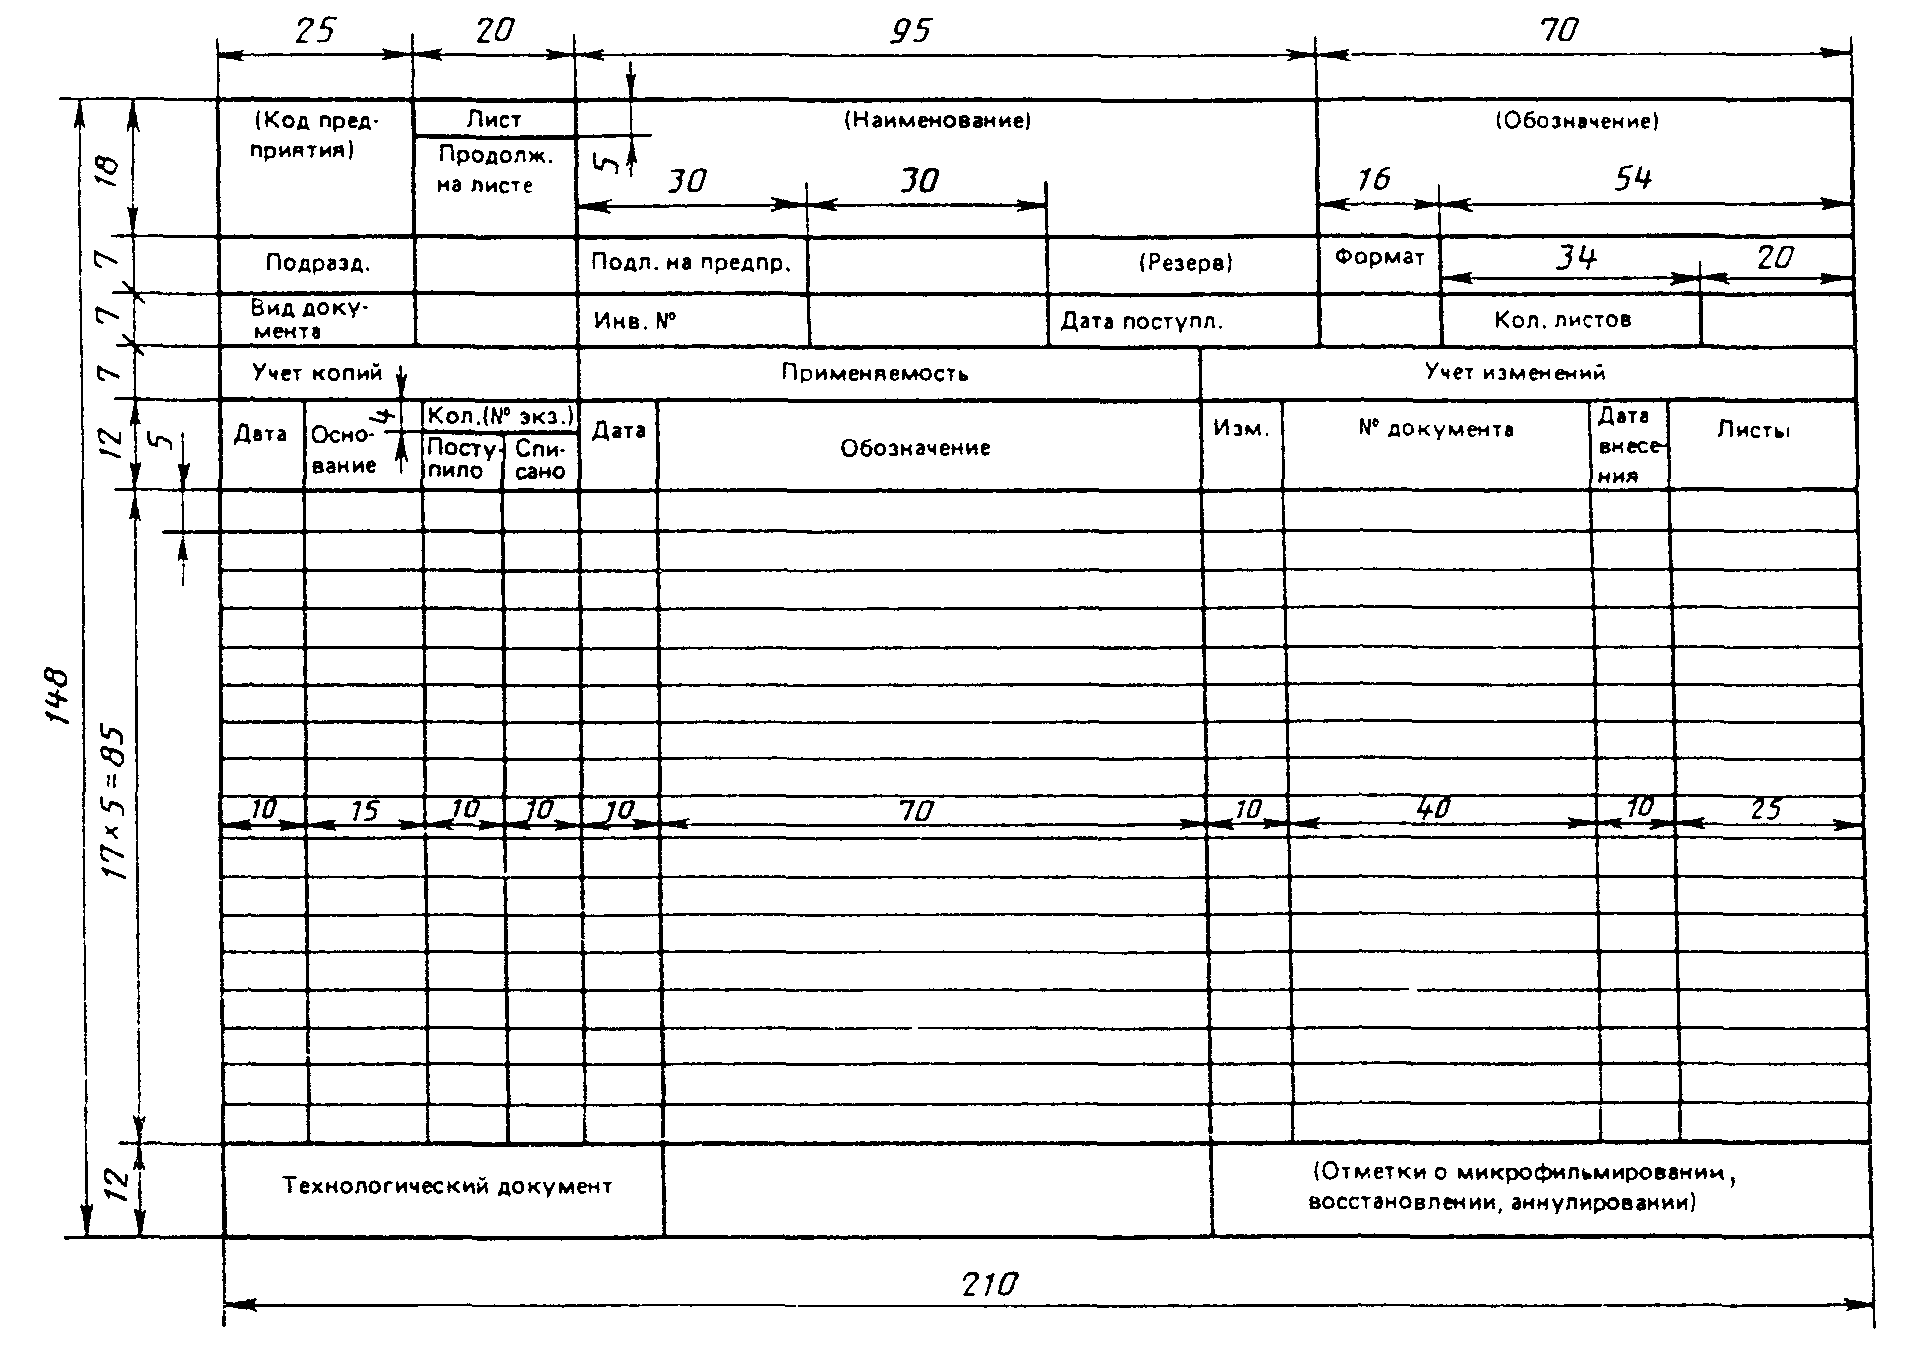 25 20 95 70
(Код пред-
приятия)
Лист
Продолж.
на листе
(Наименование)
(Обозначение)
18
5
30 30
16 54
7
Подразд.
Подл. на предпр.
(Резерв)
Формат
34 20
7
Вид доку-
мента
Инв. №
Дата поступл.
Кол. листов
7
Учет копий
Применяемость
Учет изменений
12
5
4
Дата
Осно-
вание
Кол.(№ экз.)
Посту-
пило
Спи-
сано
Дата
Обозначение
Изм.
№ документа
Дата
внесе-
ния
Листы
148
17×5=85
10 15 10 10 10 70 10 40 10 25
12
Технологический документ
(Отметки о микрофильмировании,
восстановлении, аннулировании)
210